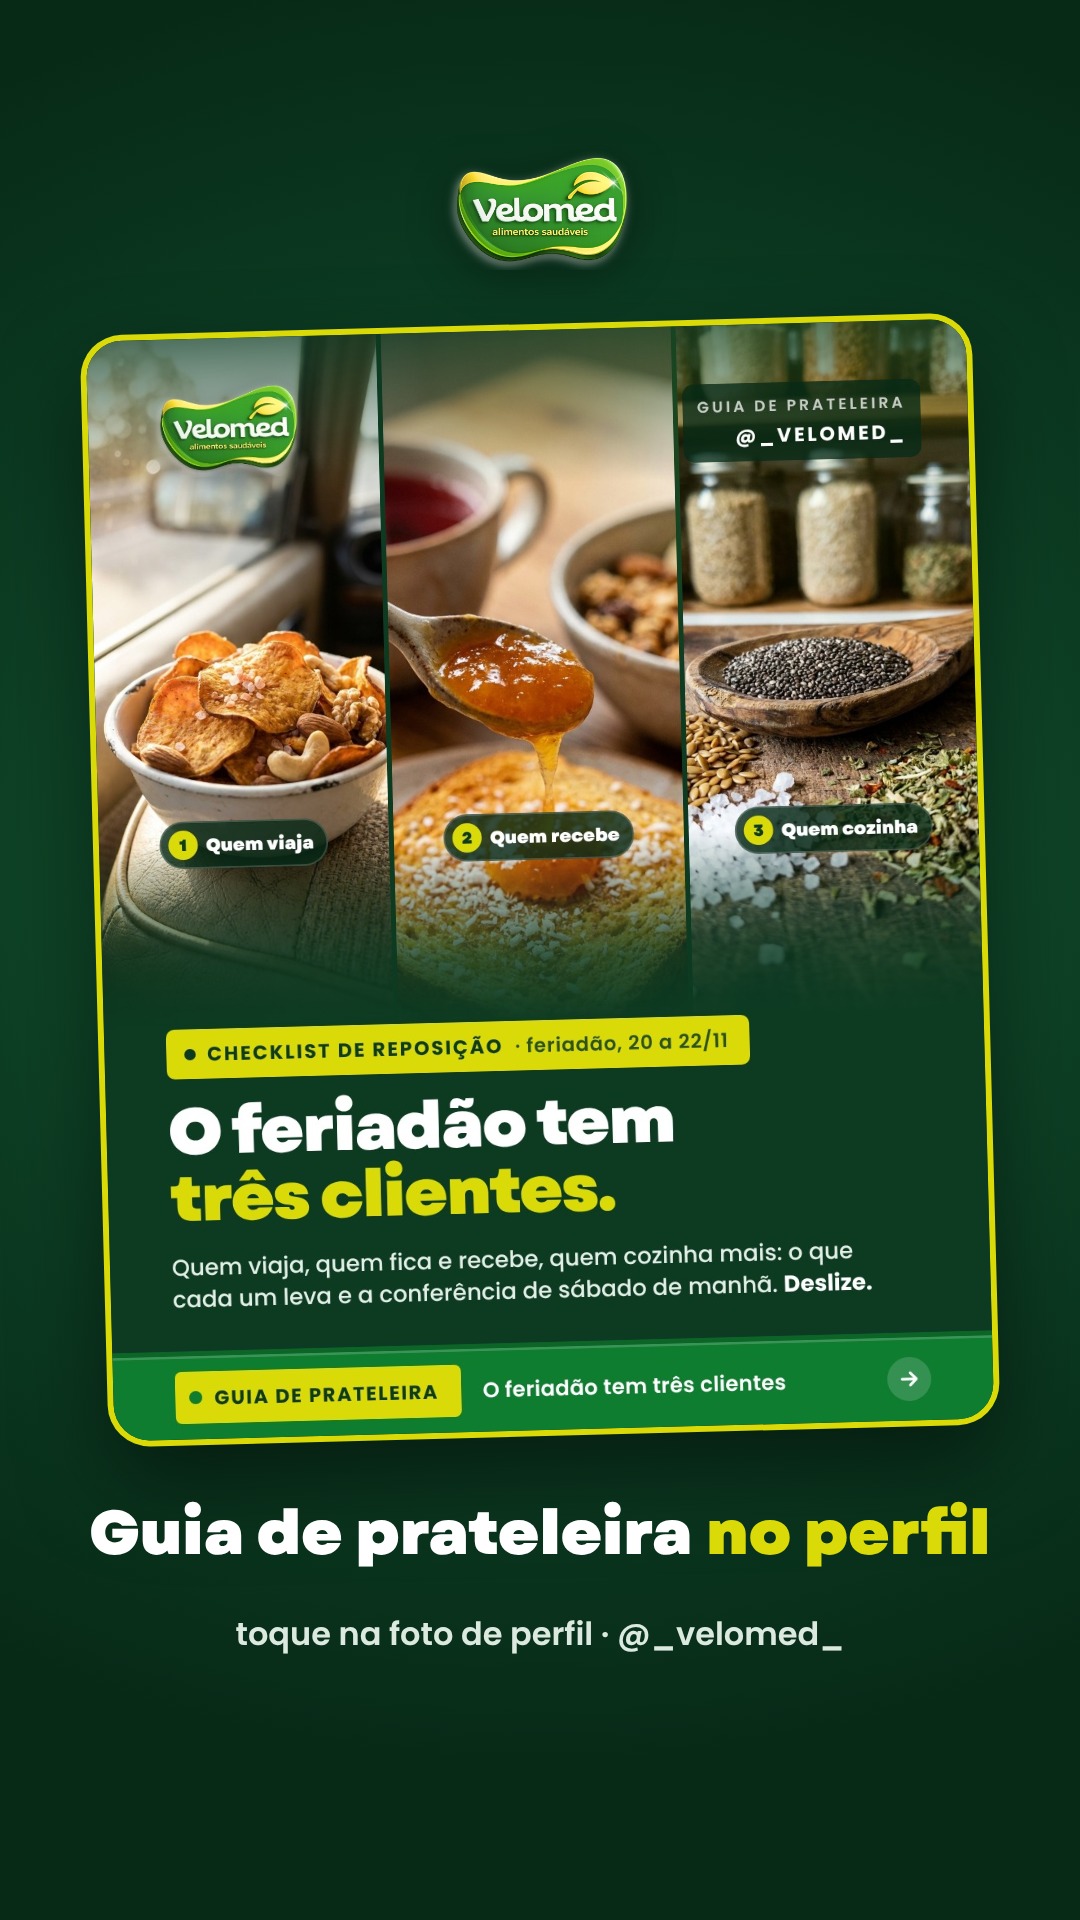 Velomed
alimentos saudáveis
Velomed
alimentos saudáveis
GUIA DE PRATELEIRA
@_VELOMED_
1 Quem viaja
2 Quem recebe
3 Quem cozinha
CHECKLIST DE REPOSIÇÃO · feriadão, 20 a 22/11
O feriadão tem
três clientes.
Quem viaja, quem fica e recebe, quem cozinha mais: o que
cada um leva e a conferência de sábado de manhã. Deslize.
GUIA DE PRATELEIRA O feriadão tem três clientes
Guia de prateleira no perfil
toque na foto de perfil · @_velomed_